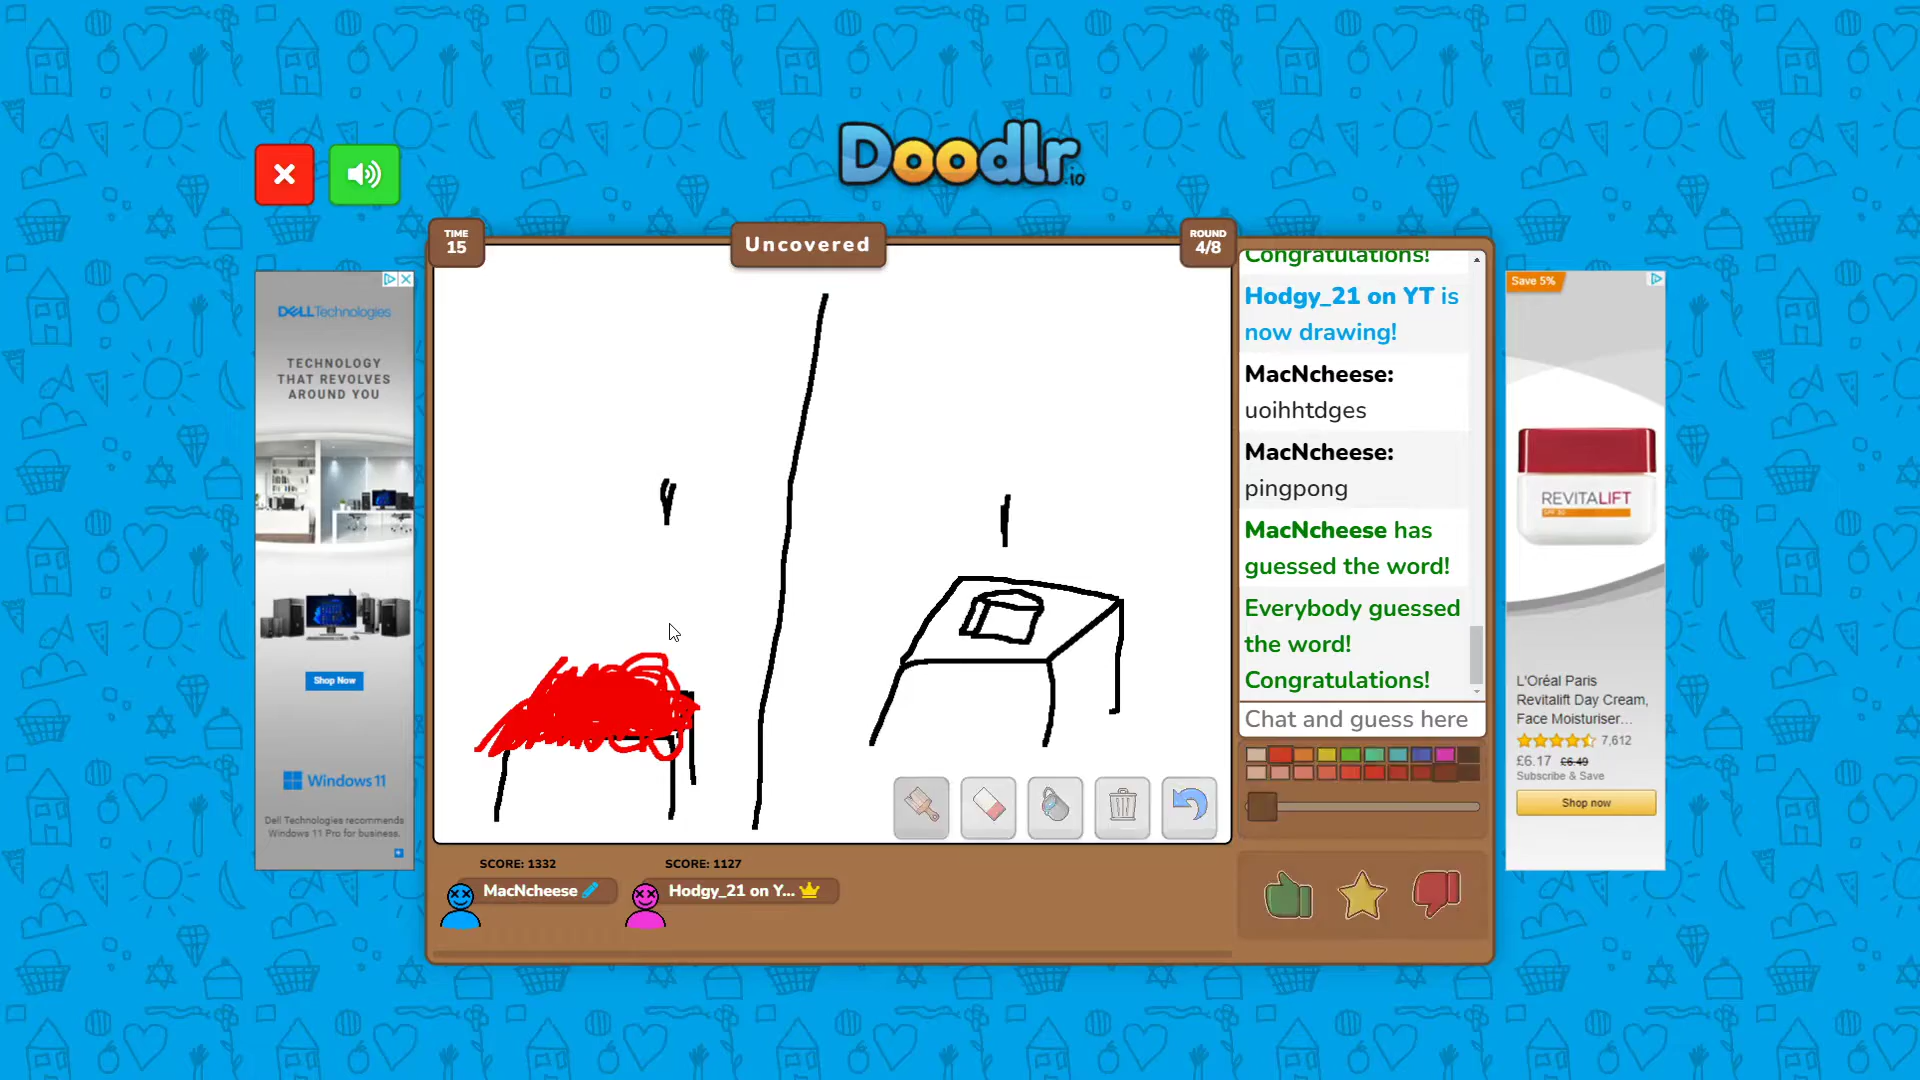 Doodlr.io
TIME
15
Uncovered
ROUND
4/8
Congratulations!
Hodgy_21 on YT is
now drawing!
MacNcheese:
uoihhtdges
MacNcheese:
pingpong
MacNcheese has
guessed the word!
Everybody guessed
the word!
Congratulations!
Chat and guess here
SCORE: 1332
MacNcheese
SCORE: 1127
Hodgy_21 on Y...
DELL Technologies
TECHNOLOGY
THAT REVOLVES
AROUND YOU
Shop Now
Windows 11
Dell Technologies recommends
Windows 11 Pro for business.
Save 5%
REVITALIFT
L'Oréal Paris
Revitalift Day Cream,
Face Moisturiser...
7,612
£6.17 £6.49
Subscribe & Save
Shop now